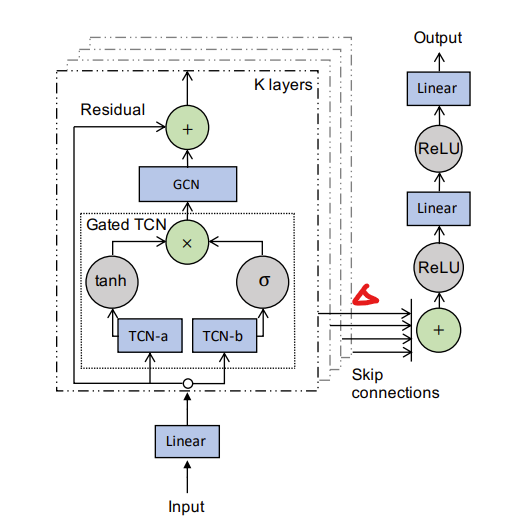 Output
K layers
Linear
Residual
+
ReLU
GCN
Linear
Gated TCN
×
tanh
σ
ReLU
TCN-a
TCN-b
+
Skip
connections
Linear
Input